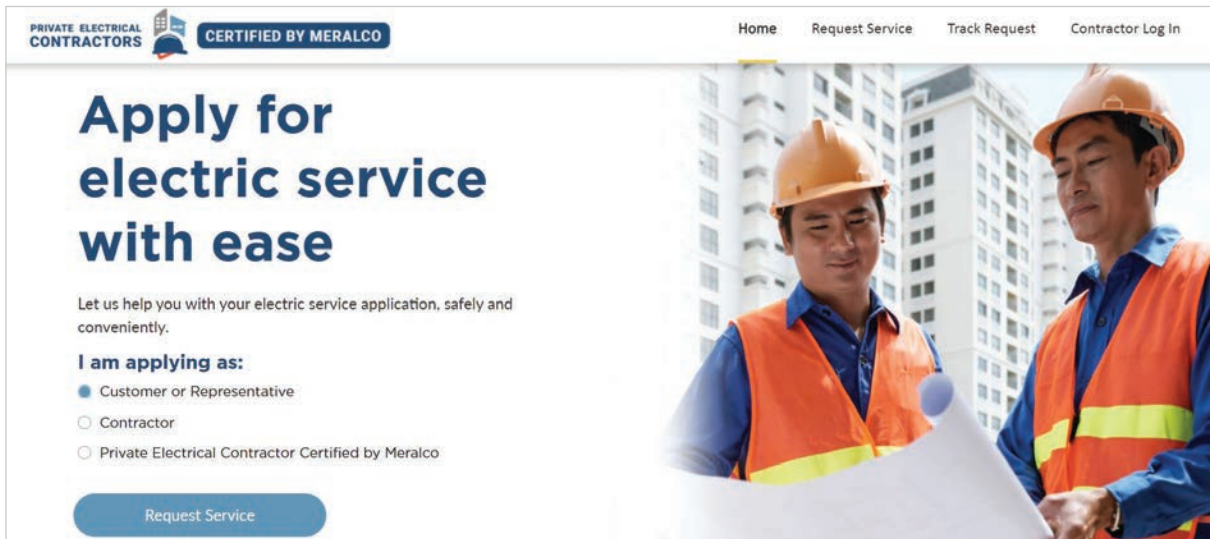 PRIVATE ELECTRICAL
CONTRACTORS
CERTIFIED BY MERALCO
Home
Request Service
Track Request
Contractor Log In
Apply for
electric service
with ease
Let us help you with your electric service application, safely and
conveniently.
I am applying as:
Customer or Representative
Contractor
Private Electrical Contractor Certified by Meralco
Request Service